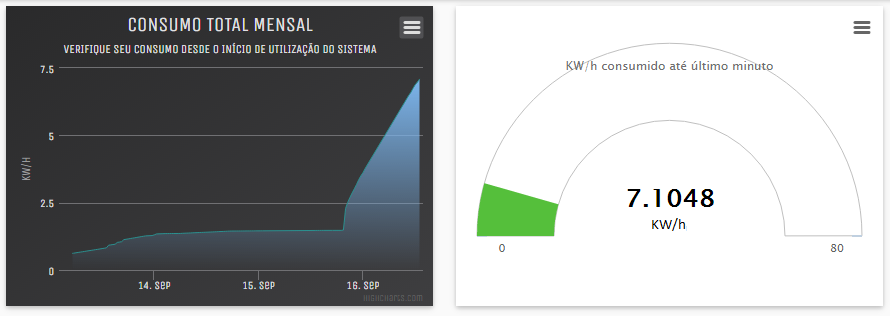 CONSUMO TOTAL MENSAL
VERIFIQUE SEU CONSUMO DESDE O INÍCIO DE UTILIZAÇÃO DO SISTEMA
7.5
5
2.5
0
KW/H
14. Sep
15. Sep
16. Sep
Highcharts.com
KW/h consumido até último minuto
7.1048
KW/h
0
80